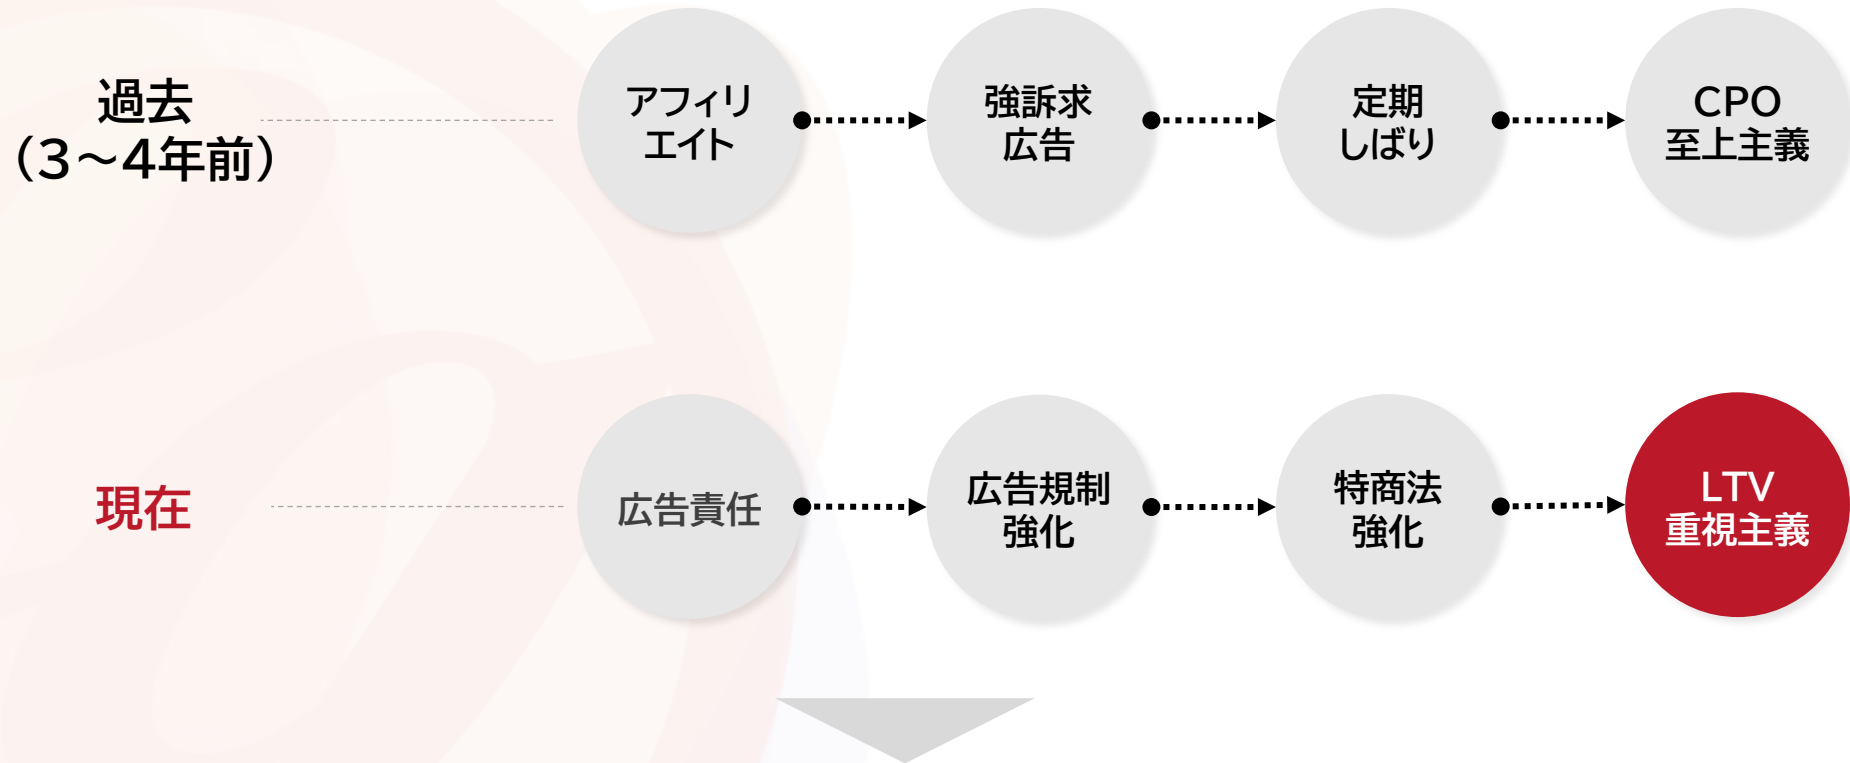 過去
（３～４年前）
アフィリ
エイト
強訴求
広告
定期
しばり
CPO
至上主義
現在
広告責任
広告規制
強化
特商法
強化
LTV
重視主義